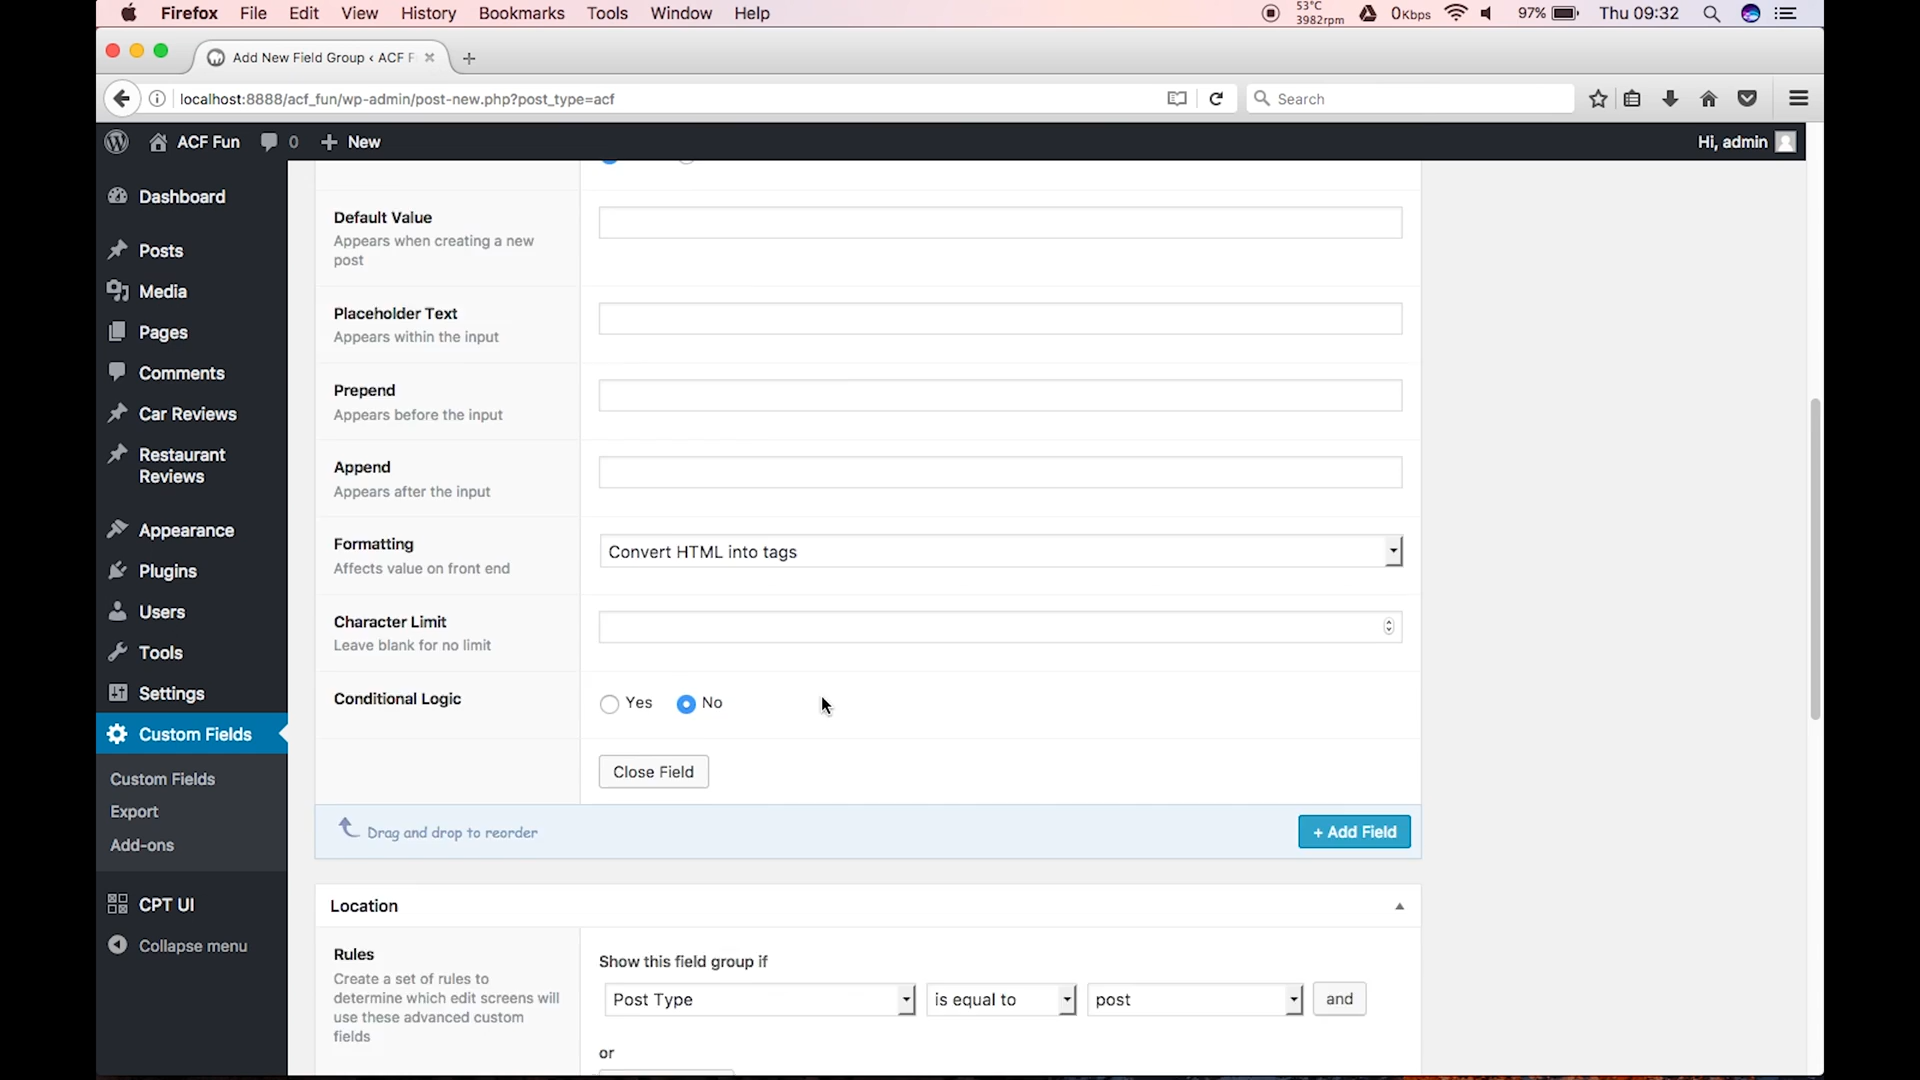 Firefox File Edit View History Bookmarks Tools Window Help
53°C
3982rpm
0Kbps
97%
Thu 09:32
Add New Field Group ‹ ACF F
localhost:8888/acf_fun/wp-admin/post-new.php?post_type=acf
Search
ACF Fun
0
New
Hi, admin
Dashboard
Posts
Media
Pages
Comments
Car Reviews
Restaurant
Reviews
Appearance
Plugins
Users
Tools
Settings
Custom Fields
Custom Fields
Export
Add-ons
CPT UI
Collapse menu
Default Value
Appears when creating a new
post
Placeholder Text
Appears within the input
Prepend
Appears before the input
Append
Appears after the input
Formatting
Affects value on front end
Convert HTML into tags
Character Limit
Leave blank for no limit
Conditional Logic
Yes No
Close Field
Drag and drop to reorder
+ Add Field
Location
Rules
Create a set of rules to
determine which edit screens will
use these advanced custom
fields
Show this field group if
Post Type
is equal to
post
and
or